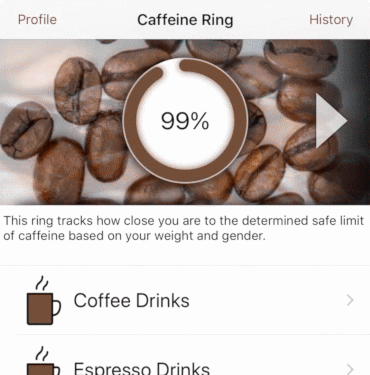 Profile
Caffeine Ring
History
99%
This ring tracks how close you are to the determined safe limit
of caffeine based on your weight and gender.
Coffee Drinks
Espresso Drinks